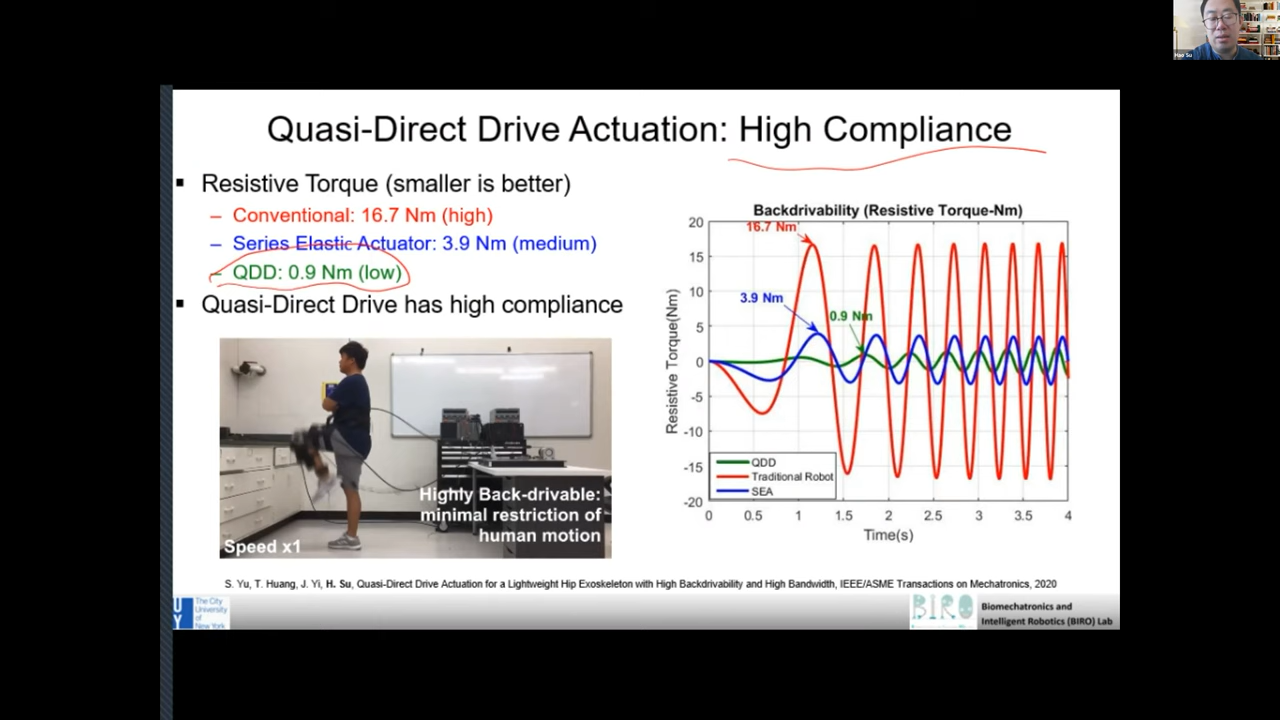 Hao Su
Quasi-Direct Drive Actuation: High Compliance
▪ Resistive Torque (smaller is better)
– Conventional: 16.7 Nm (high)
– Series Elastic Actuator: 3.9 Nm (medium)
– QDD: 0.9 Nm (low)
▪ Quasi-Direct Drive has high compliance
Highly Back-drivable:
minimal restriction of
human motion
Speed x1
Backdrivability (Resistive Torque-Nm)
16.7 Nm
3.9 Nm
0.9 Nm
Resistive Torque(Nm)
20
15
10
5
0
-5
-10
-15
-20
QDD
Traditional Robot
SEA
0 0.5 1 1.5 2 2.5 3 3.5 4
Time(s)
S. Yu, T. Huang, J. Yi, H. Su, Quasi-Direct Drive Actuation for a Lightweight Hip Exoskeleton with High Backdrivability and High Bandwidth, IEEE/ASME Transactions on Mechatronics, 2020
U
Y
The City
University
of
New York
BIRO
Biomechatronics and
Intelligent Robotics (BIRO) Lab